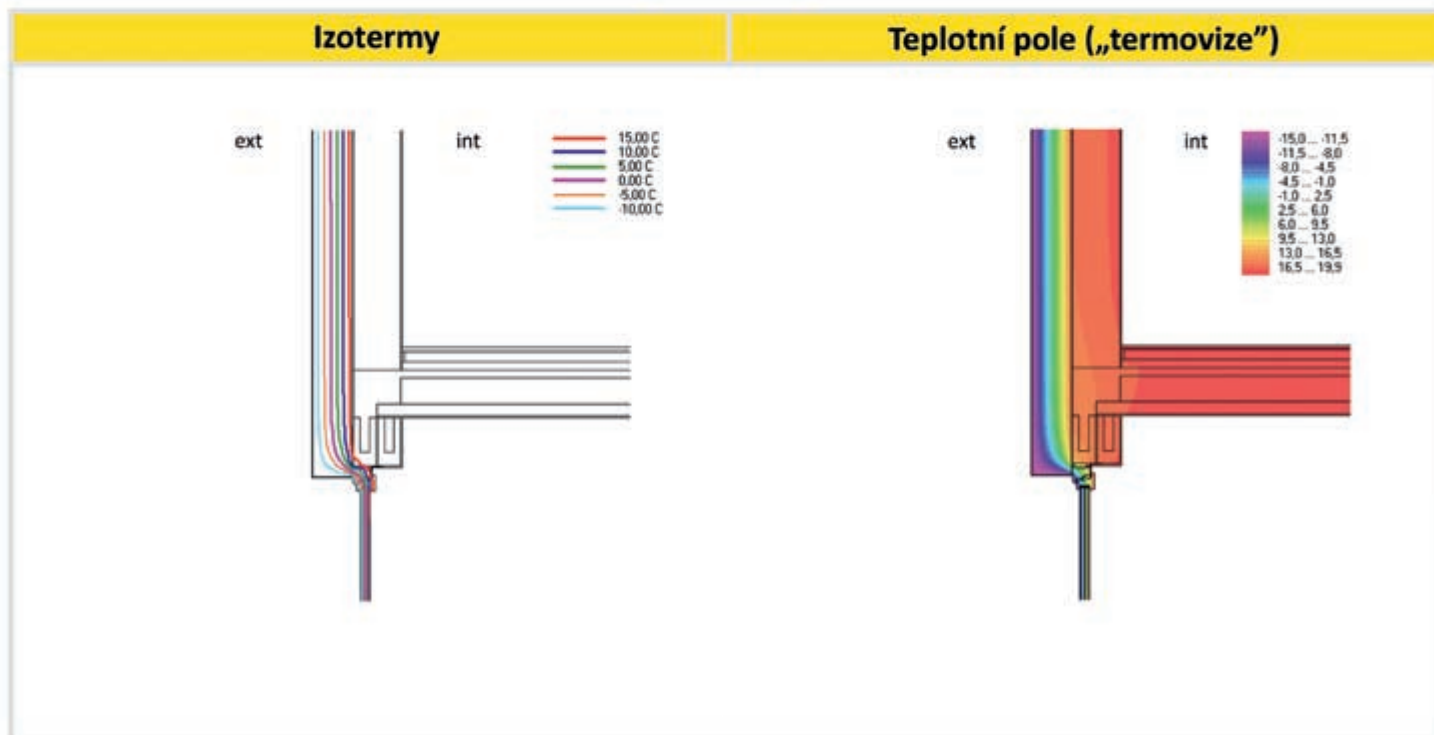 Izotermy
Teplotní pole („termovize”)
ext
int
15,00 C
10,00 C
5,00 C
0,00 C
-5,00 C
-10,00 C
ext
int
-15,0 ... -11,5
-11,5 ... -8,0
-8,0 ... -4,5
-4,5 ... -1,0
-1,0 ... 2,5
2,5 ... 6,0
6,0 ... 9,5
9,5 ... 13,0
13,0 ... 16,5
16,5 ... 19,9